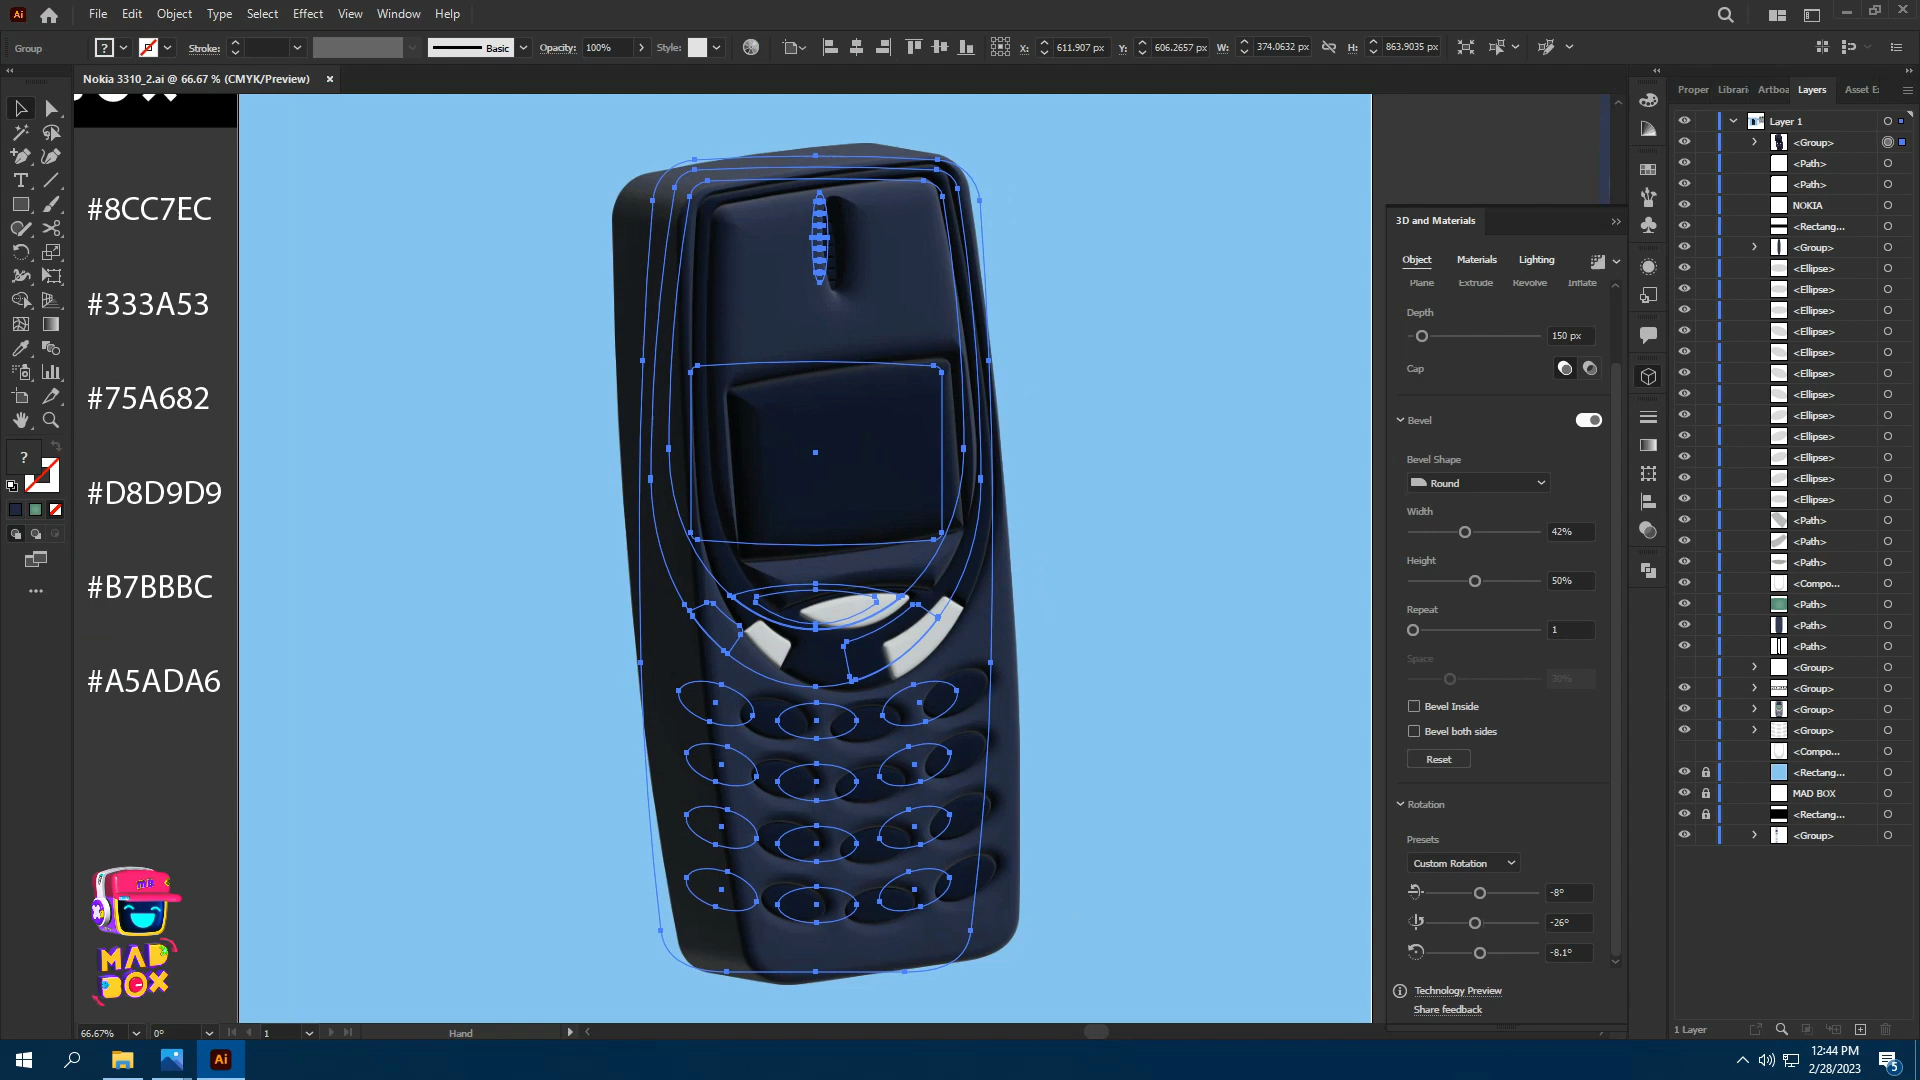 Ai
File
Edit
Object
Type
Select
Effect
View
Window
Help
Group
?
Stroke:
Basic
Opacity:
100%
Style:
X:
611.907 px
Y:
606.2657 px
W:
374.0632 px
H:
863.9035 px
Nokia 3310_2.ai @ 66.67 % (CMYK/Preview)
#8CC7EC
#333A53
#75A682
#D8D9D9
#B7BBBC
#A5ADA6
mb
MAD
BOX
?
66.67%
0°
1
Hand
3D and Materials
Object
Materials
Lighting
Plane
Extrude
Revolve
Inflate
Depth
150 px
Cap
Bevel
Bevel Shape
Round
Width
42%
Height
50%
Repeat
1
Space
20%
Bevel Inside
Bevel both sides
Reset
Rotation
Presets
Custom Rotation
-8°
-26°
-8.1°
Technology Preview
Share feedback
Proper
Librari
Artboa
Layers
Asset E
Layer 1
<Group>
<Path>
<Path>
NOKIA
<Rectang...
<Group>
<Ellipse>
<Ellipse>
<Ellipse>
<Ellipse>
<Ellipse>
<Ellipse>
<Ellipse>
<Ellipse>
<Ellipse>
<Ellipse>
<Ellipse>
<Ellipse>
<Path>
<Path>
<Path>
<Compo...
<Path>
<Path>
<Path>
<Group>
<Group>
<Group>
<Group>
<Compo...
<Rectang...
MAD BOX
<Rectang...
<Group>
1 Layer
Ai
12:44 PM
2/28/2023
5